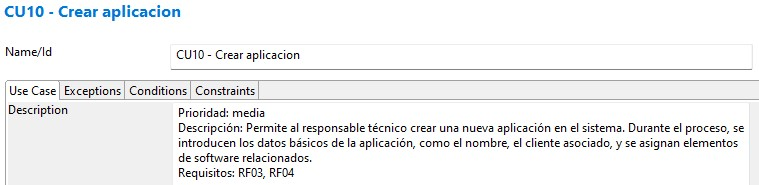 CU10 - Crear aplicacion
Name/Id
CU10 - Crear aplicacion
Use Case
Exceptions
Conditions
Constraints
Description
Prioridad: media
Descripción: Permite al responsable técnico crear una nueva aplicación en el sistema. Durante el proceso, se
introducen los datos básicos de la aplicación, como el nombre, el cliente asociado, y se asignan elementos
de software relacionados.
Requisitos: RF03, RF04